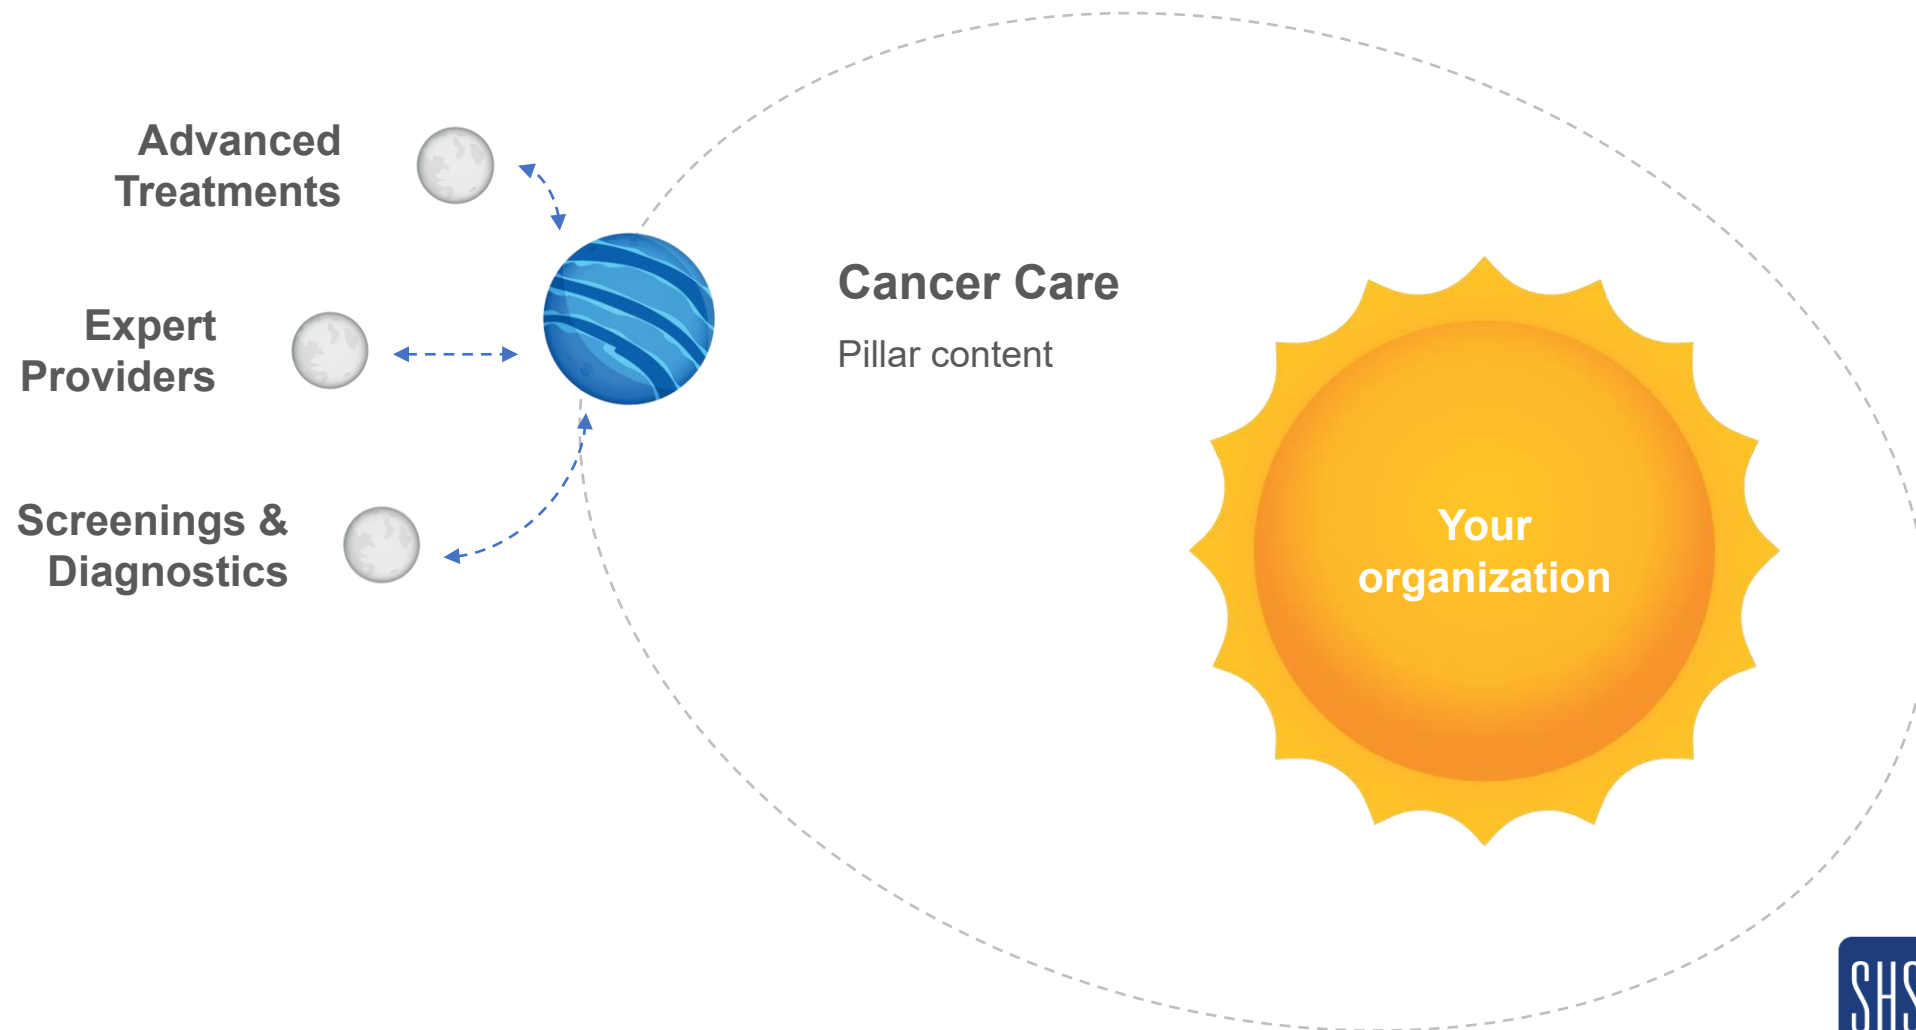 Advanced
Treatments
Expert
Providers
Screenings &
Diagnostics
Cancer Care
Pillar content
Your
organization